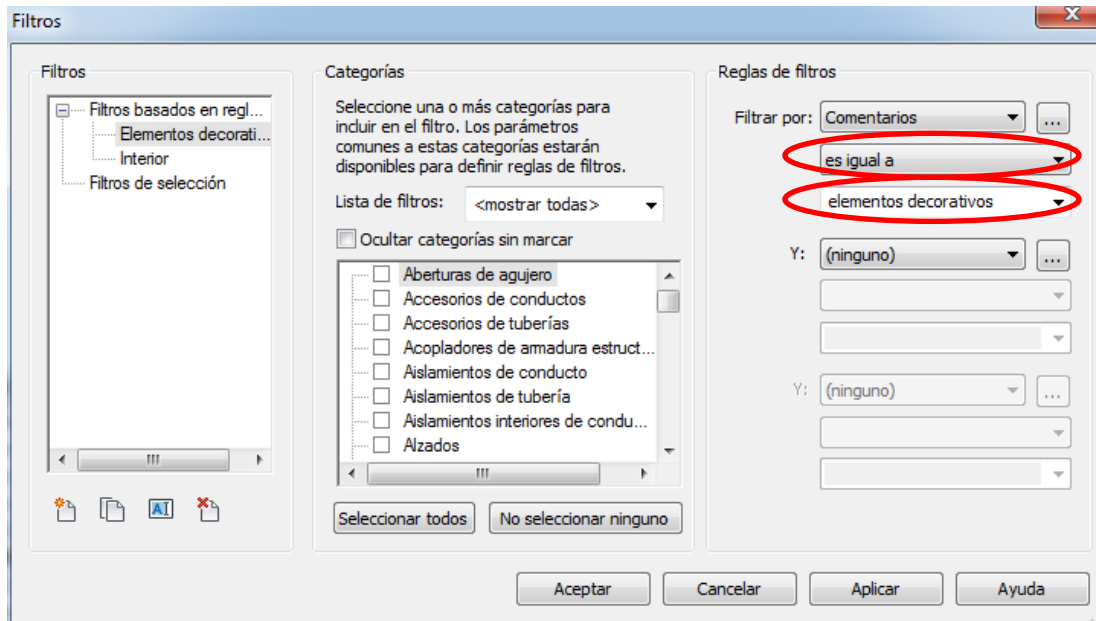 Filtros
Filtros
Filtros basados en regl...
Elementos decorati...
Interior
Filtros de selección
Categorías
Seleccione una o más categorías para
incluir en el filtro. Los parámetros
comunes a estas categorías estarán
disponibles para definir reglas de filtros.
Lista de filtros: <mostrar todas>
Ocultar categorías sin marcar
Aberturas de agujero
Accesorios de conductos
Accesorios de tuberías
Acopladores de armadura estruct...
Aislamientos de conducto
Aislamientos de tubería
Aislamientos interiores de condu...
Alzados
Seleccionar todos No seleccionar ninguno
Reglas de filtros
Filtrar por: Comentarios ...
es igual a
elementos decorativos
Y: (ninguno) ...
Y: (ninguno) ...
Aceptar Cancelar Aplicar Ayuda